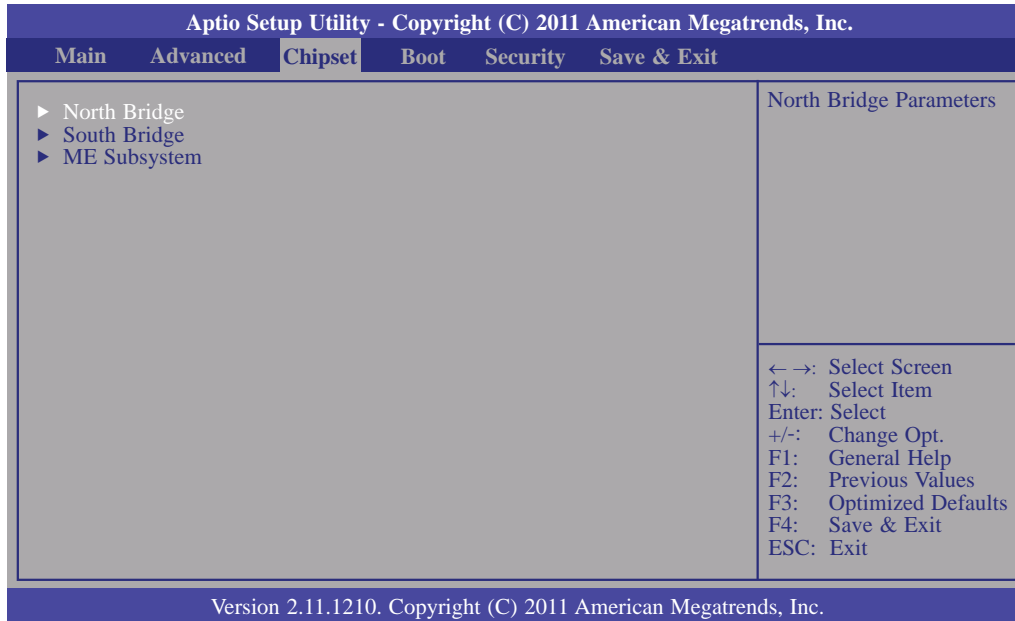 Aptio Setup Utility - Copyright (C) 2011 American Megatrends, Inc.
Main Advanced Chipset Boot Security Save & Exit
▶ North Bridge
▶ South Bridge
▶ ME Subsystem
North Bridge Parameters
← →: Select Screen
↑↓: Select Item
Enter: Select
+/-: Change Opt.
F1: General Help
F2: Previous Values
F3: Optimized Defaults
F4: Save & Exit
ESC: Exit
Version 2.11.1210. Copyright (C) 2011 American Megatrends, Inc.